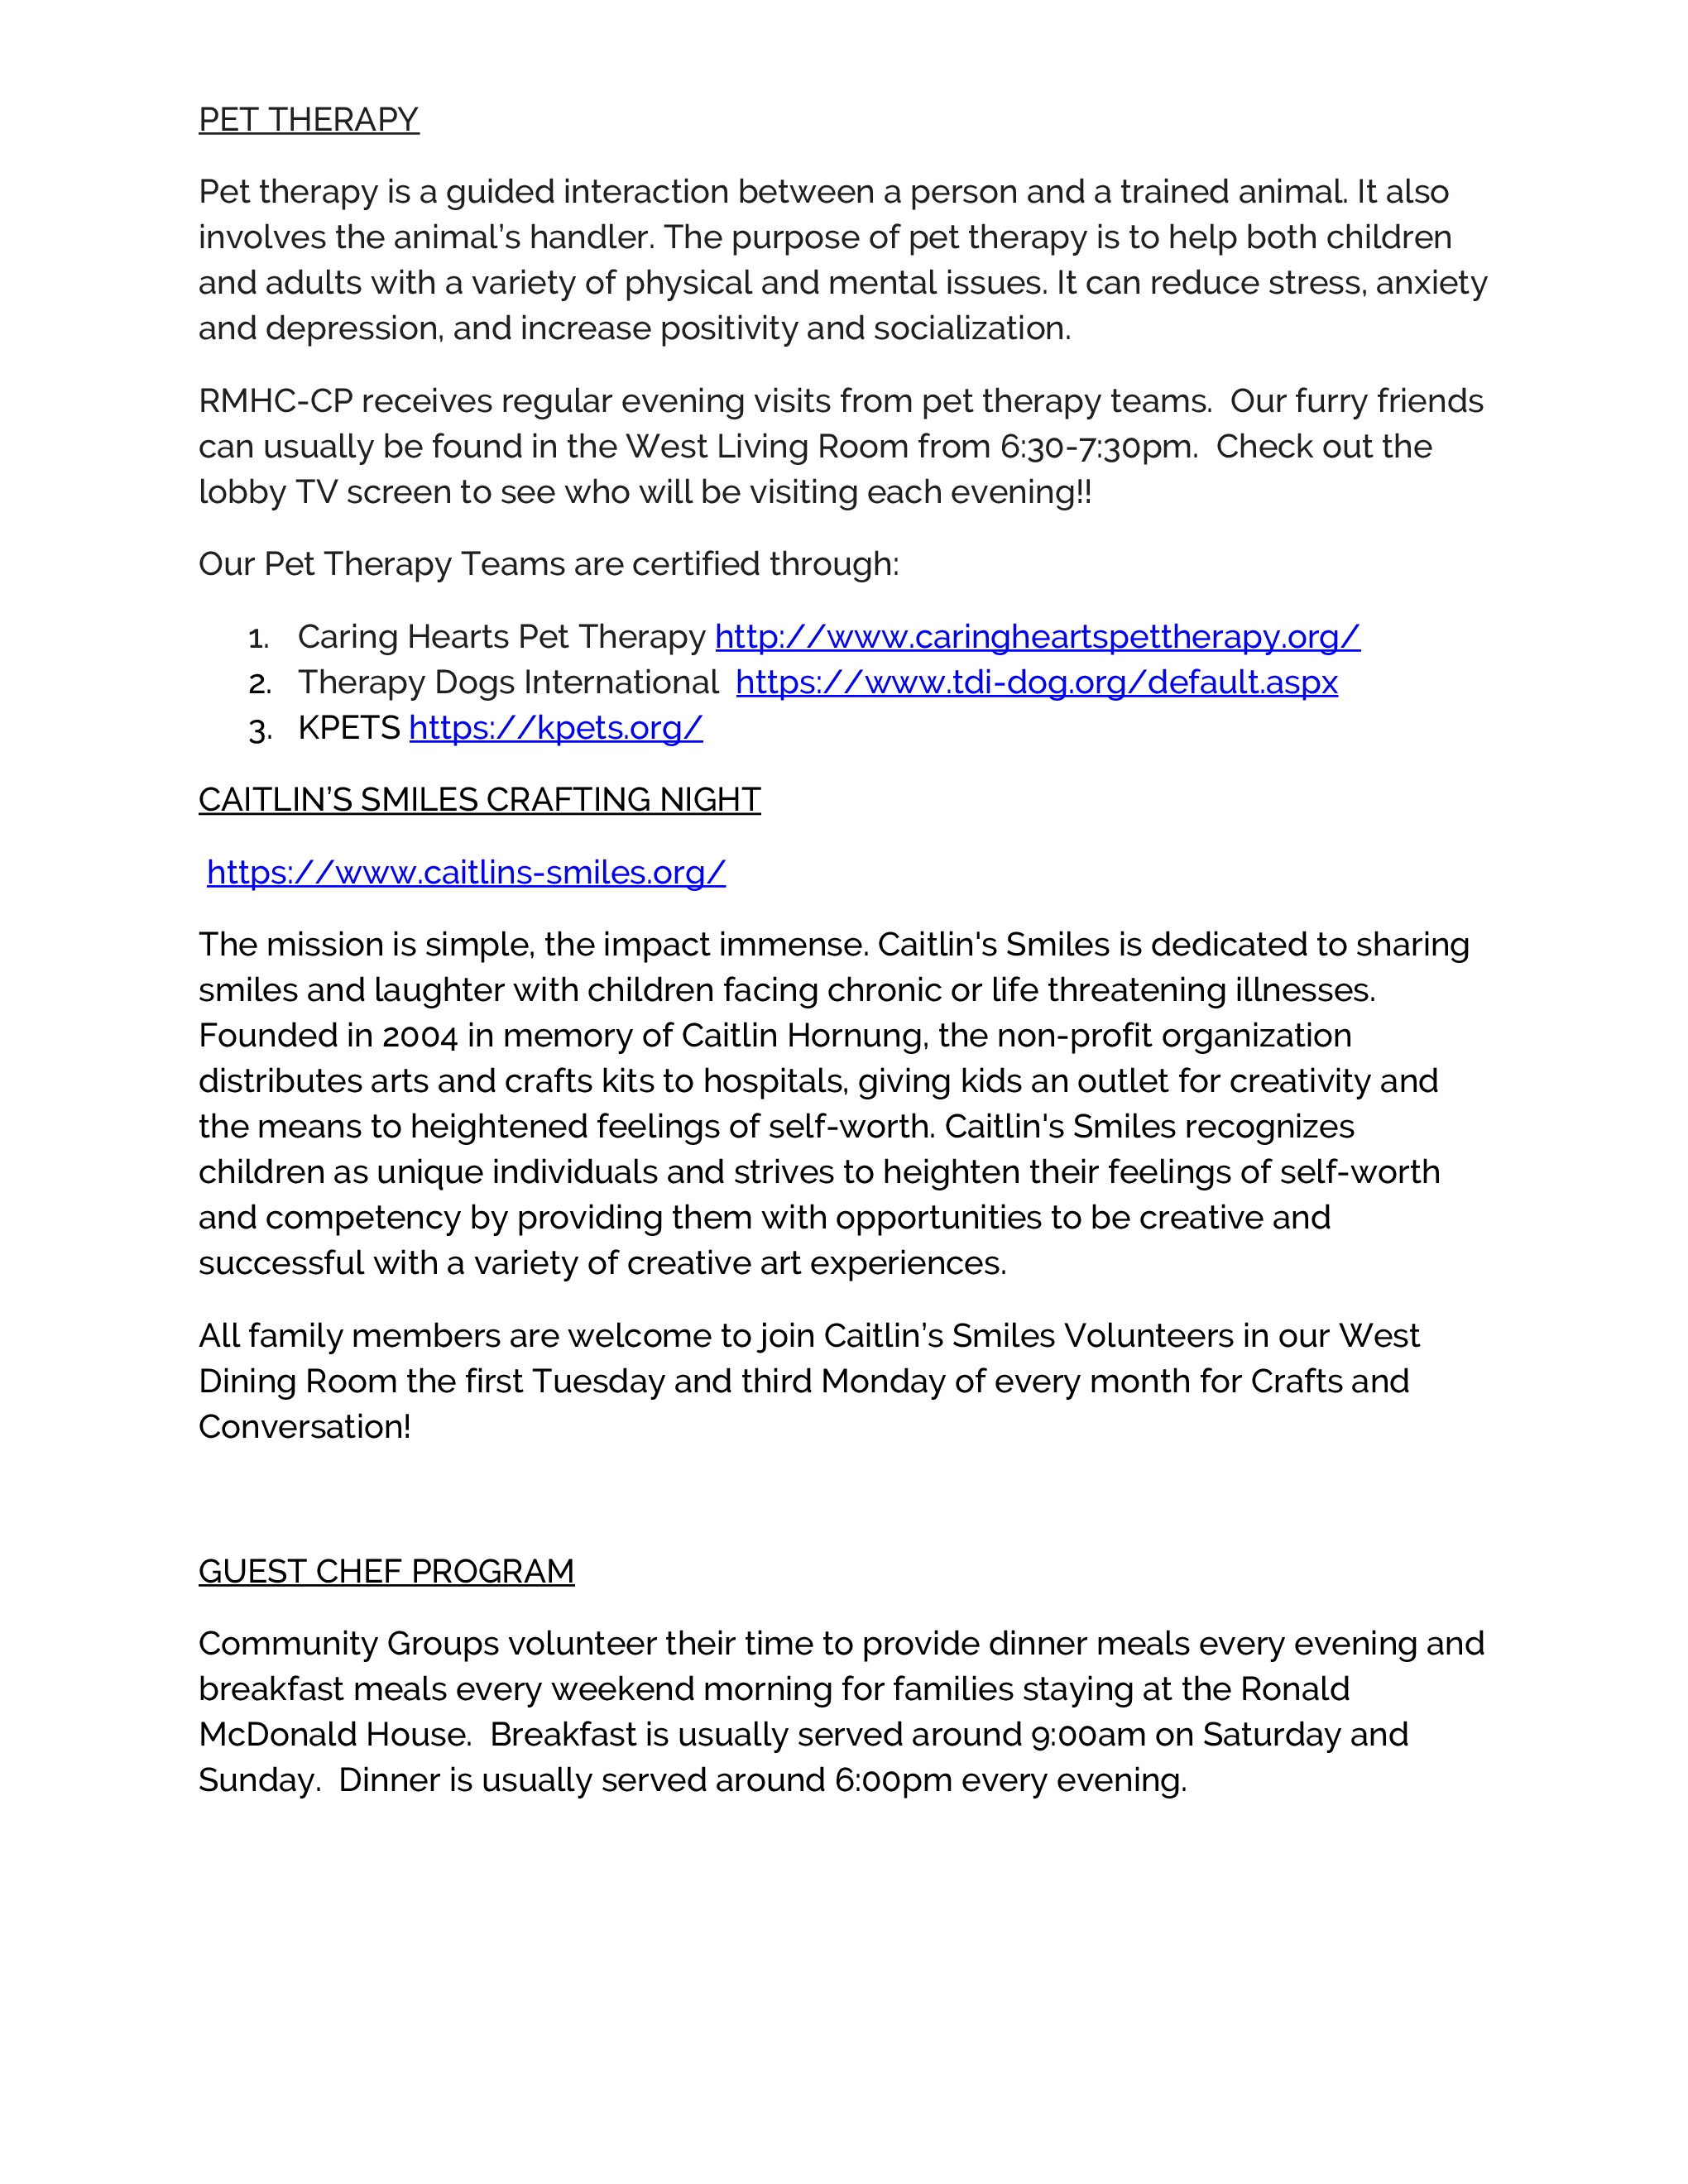 PET THERAPY
Pet therapy is a guided interaction between a person and a trained animal. It also
involves the animal’s handler. The purpose of pet therapy is to help both children
and adults with a variety of physical and mental issues. It can reduce stress, anxiety
and depression, and increase positivity and socialization.
RMHC-CP receives regular evening visits from pet therapy teams.  Our furry friends
can usually be found in the West Living Room from 6:30-7:30pm.  Check out the
lobby TV screen to see who will be visiting each evening!!
Our Pet Therapy Teams are certified through:
1. Caring Hearts Pet Therapy http://www.caringheartspettherapy.org/
2. Therapy Dogs International  https://www.tdi-dog.org/default.aspx
3. KPETS https://kpets.org/
CAITLIN’S SMILES CRAFTING NIGHT
https://www.caitlins-smiles.org/
The mission is simple, the impact immense. Caitlin's Smiles is dedicated to sharing
smiles and laughter with children facing chronic or life threatening illnesses.
Founded in 2004 in memory of Caitlin Hornung, the non-profit organization
distributes arts and crafts kits to hospitals, giving kids an outlet for creativity and
the means to heightened feelings of self-worth. Caitlin's Smiles recognizes
children as unique individuals and strives to heighten their feelings of self-worth
and competency by providing them with opportunities to be creative and
successful with a variety of creative art experiences.
All family members are welcome to join Caitlin’s Smiles Volunteers in our West
Dining Room the first Tuesday and third Monday of every month for Crafts and
Conversation!
GUEST CHEF PROGRAM
Community Groups volunteer their time to provide dinner meals every evening and
breakfast meals every weekend morning for families staying at the Ronald
McDonald House.  Breakfast is usually served around 9:00am on Saturday and
Sunday.  Dinner is usually served around 6:00pm every evening.